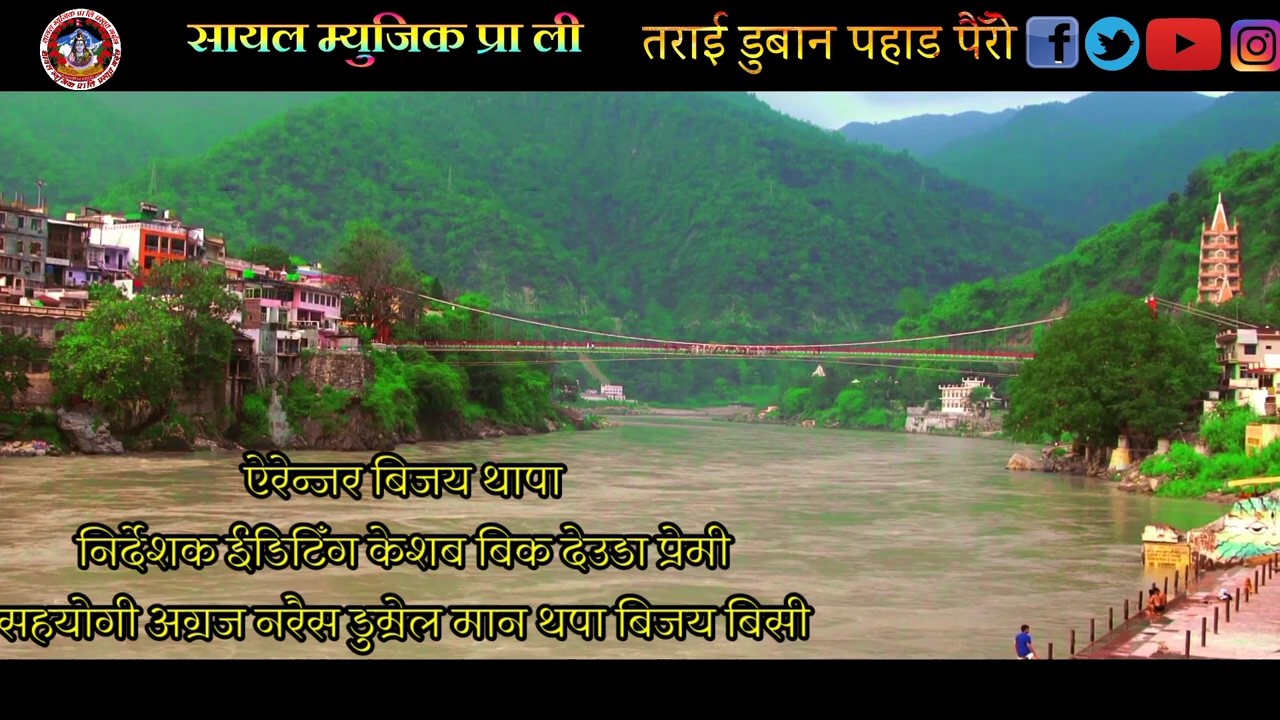 सायल म्युजिक प्रा ली
तराई डुबान पहाड पैरो
ऐरेन्जर बिजय थापा
निर्देशक ईडिटिँग केशब बिक देउडा प्रेमी
सहयोगी अग्रज नरेस डुम्रेल मान थपा बिजय बिसी